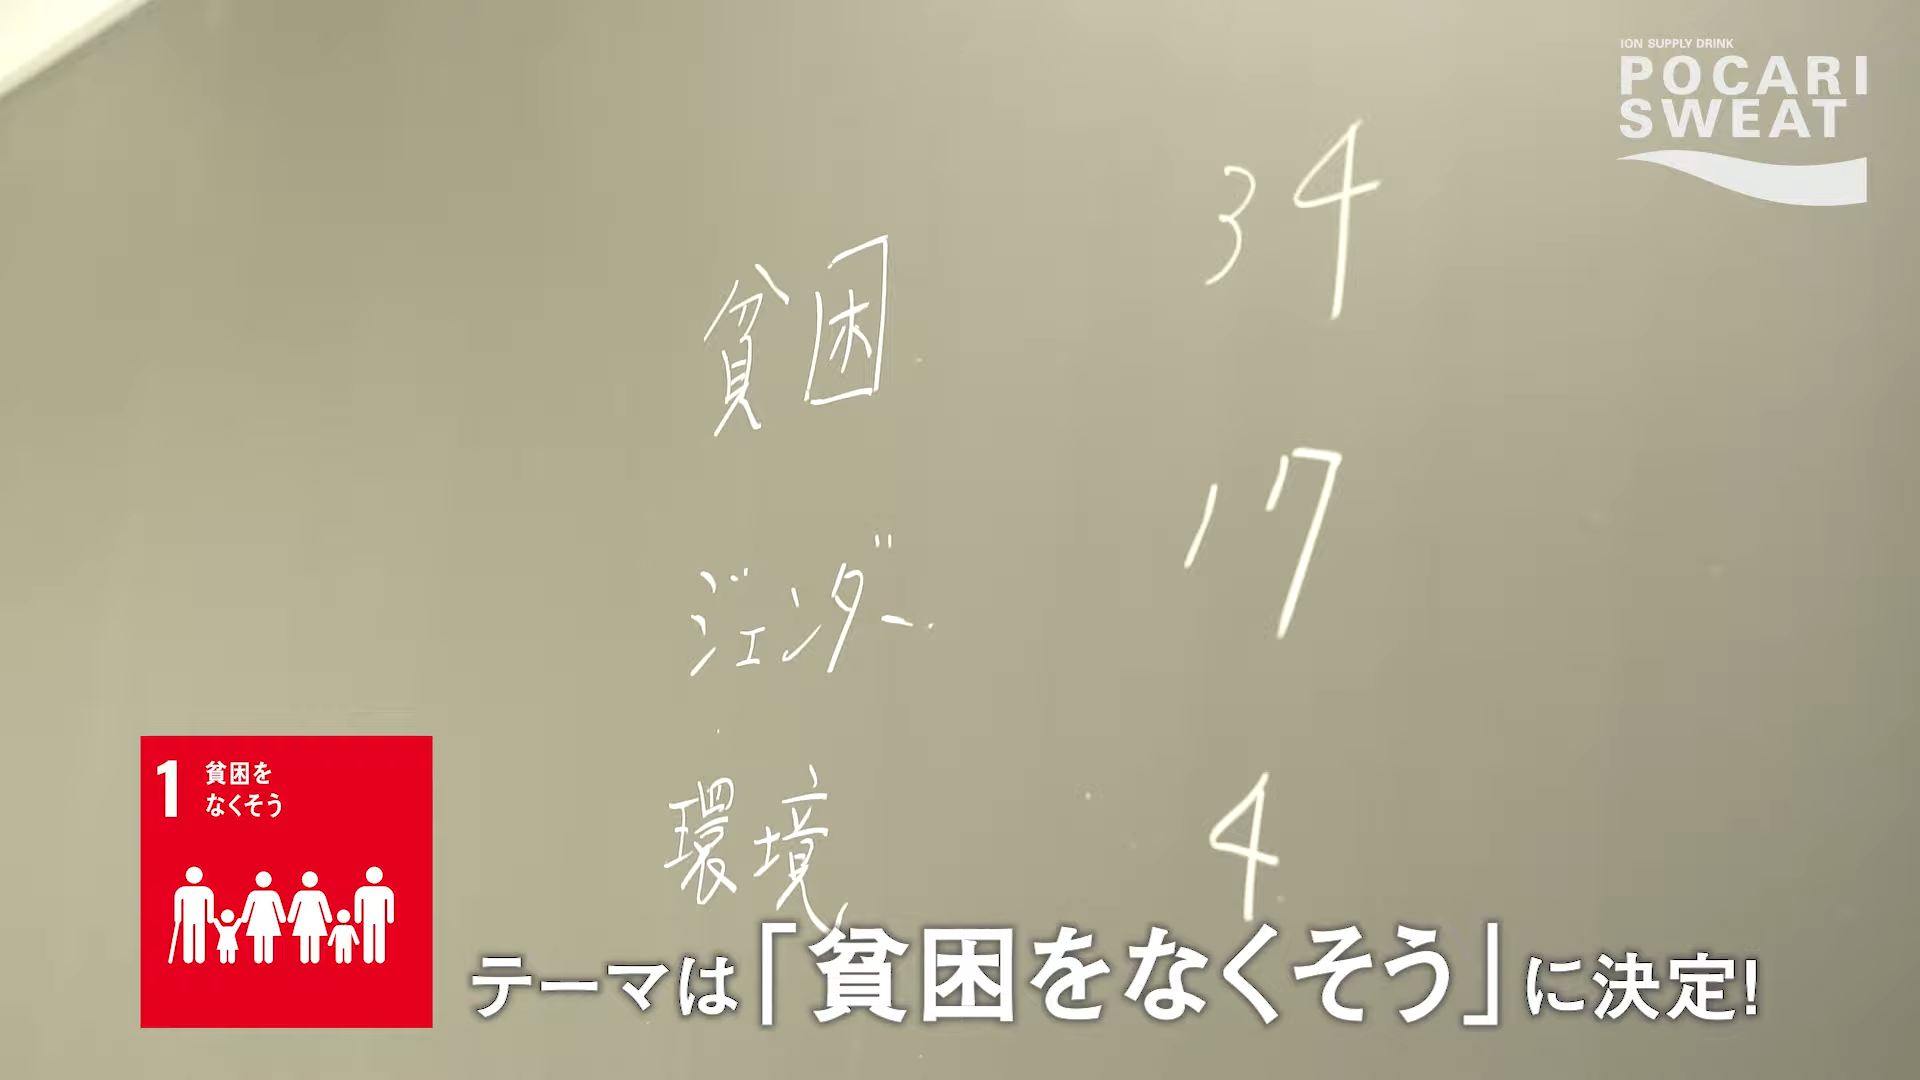 ION SUPPLY DRINK
POCARI
SWEAT
貧困 34
ジェンダー 17
環境 4
1 貧困を
なくそう
テーマは「貧困をなくそう」に決定!